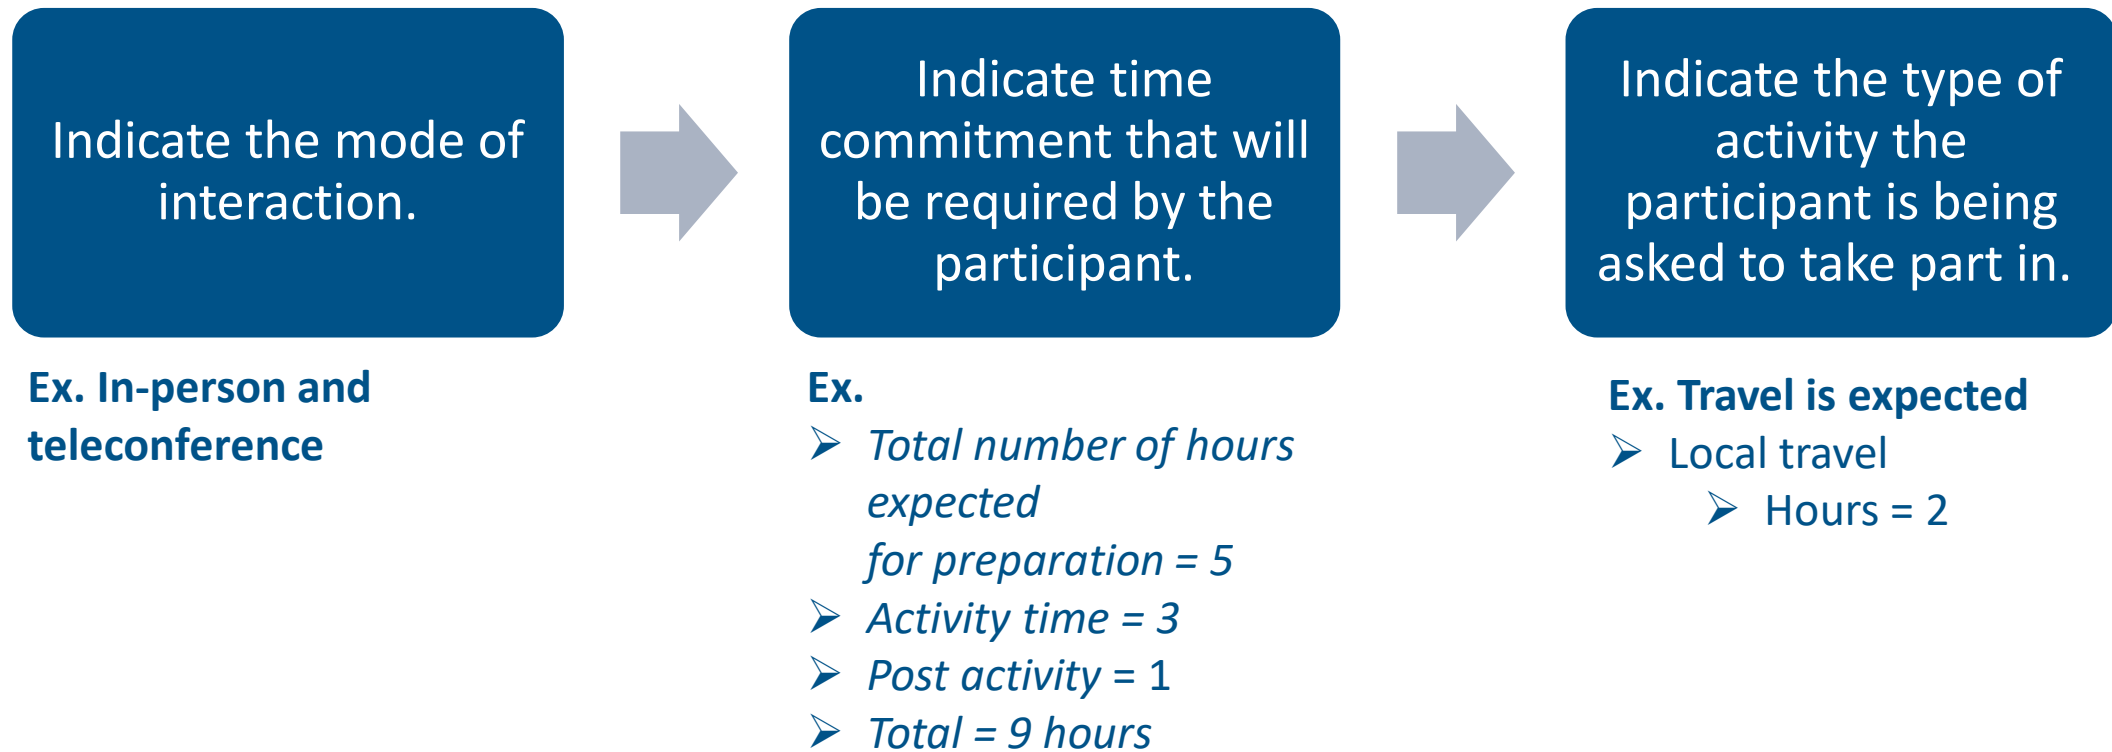 Indicate the mode of
interaction.
Ex. In-person and
teleconference
Indicate time
commitment that will
be required by the
participant.
Ex.
Total number of hours
expected
for preparation = 5
Activity time = 3
Post activity = 1
Total = 9 hours
Indicate the type of
activity the
participant is being
asked to take part in.
Ex. Travel is expected
Local travel
Hours = 2